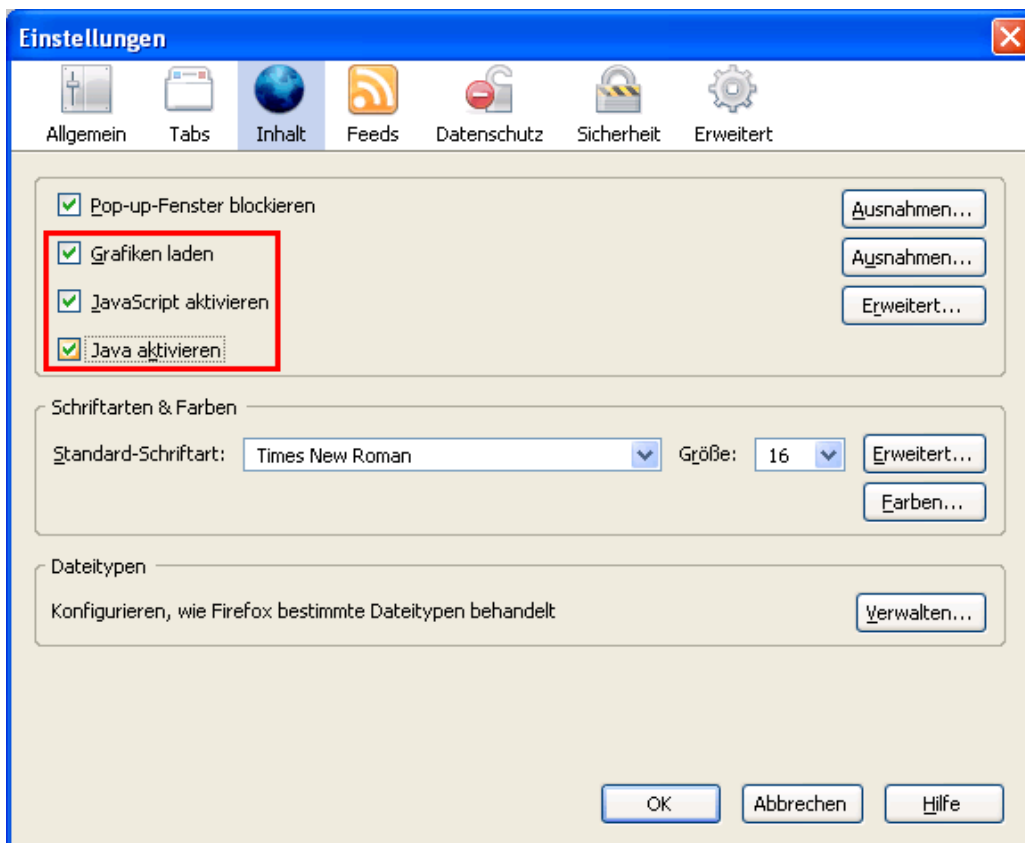 Einstellungen
Allgemein Tabs Inhalt Feeds Datenschutz Sicherheit Erweitert
Pop-up-Fenster blockieren Ausnahmen...
Grafiken laden Ausnahmen...
JavaScript aktivieren Erweitert...
Java aktivieren
Schriftarten & Farben
Standard-Schriftart: Times New Roman Größe: 16 Erweitert...
Farben...
Dateitypen
Konfigurieren, wie Firefox bestimmte Dateitypen behandelt Verwalten...
OK Abbrechen Hilfe